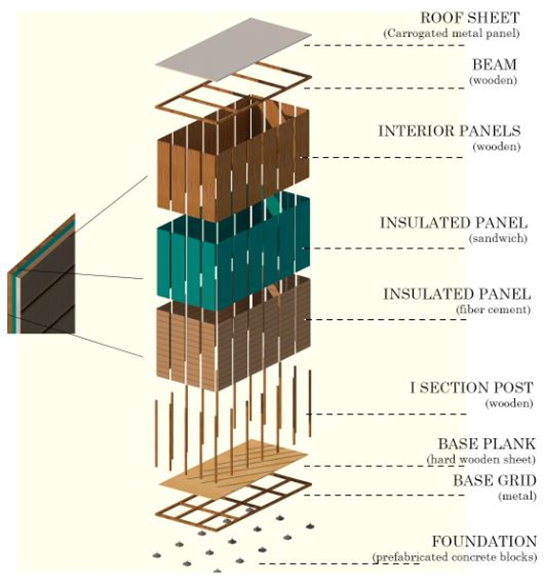 ROOF SHEET
(Carrogated metal panel)
BEAM
(wooden)
INTERIOR PANELS
(wooden)
INSULATED PANEL
(sandwich)
INSULATED PANEL
(fiber cement)
I SECTION POST
(wooden)
BASE PLANK
(hard wooden sheet)
BASE GRID
(metal)
FOUNDATION
(prefabricated concrete blocks)